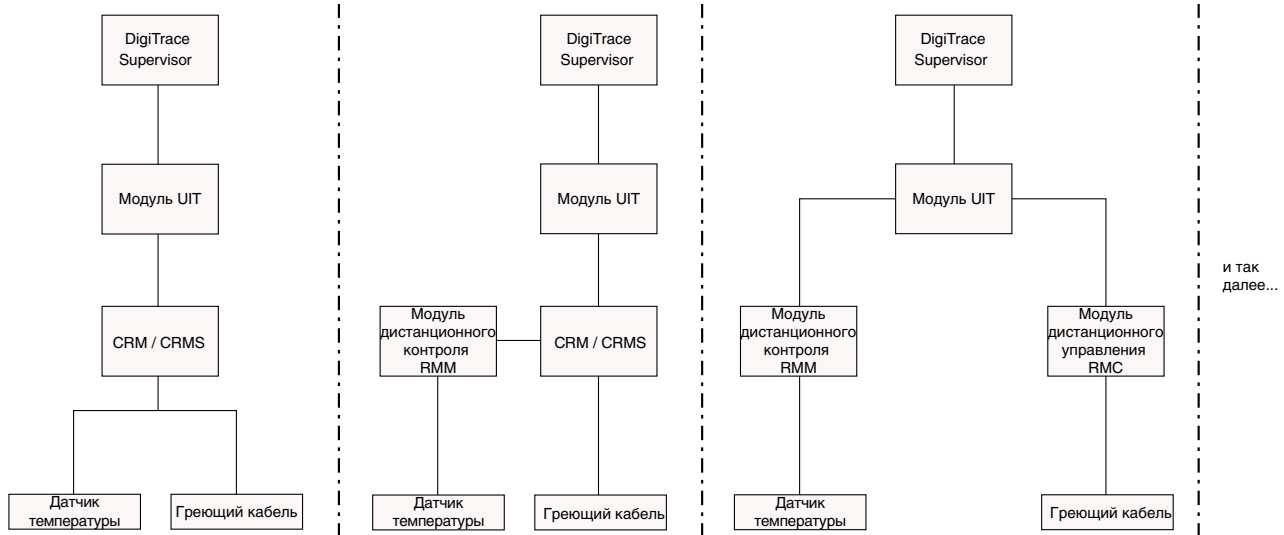 DigiTrace
Supervisor
Модуль UIT
CRM / CRMS
Датчик
температуры
Греющий кабель
DigiTrace
Supervisor
Модуль UIT
Модуль
дистанционного
контроля
RMM
CRM / CRMS
Датчик
температуры
Греющий кабель
DigiTrace
Supervisor
Модуль UIT
Модуль
дистанционного
контроля
RMM
Модуль
дистанционного
управления
RMC
Датчик
температуры
Греющий кабель
и так
далее...